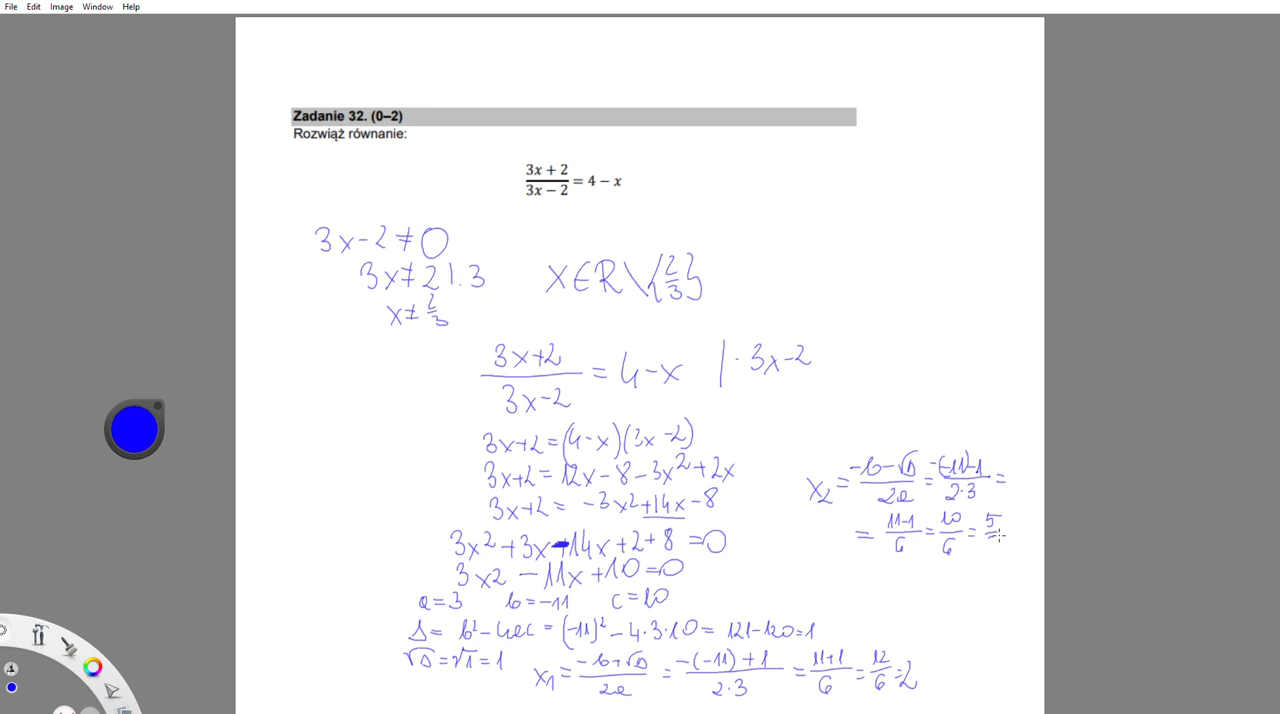 File Edit Image Window Help
Zadanie 32. (0–2)
Rozwiąż równanie:
(3x + 2)/(3x − 2) = 4 − x
3x-2≠0
3x≠2 |:3
x≠2/3
X∈R\{2/3}
(3x+2)/(3x-2) = 4-x |· 3x-2
3x+2=(4-x)(3x-2)
3x+2=12x-8-3x²+2x
3x+2= -3x²+14x-8
3x²+3x-14x+2+8=0
3x2-11x+10=0
a=3 b=-11 c=10
Δ= b²-4ac=(-11)²-4·3·10=121-120=1
√Δ=√1=1
x₁=(-b+√Δ)/2a = (-(-11)+1)/(2·3) = (11+1)/6 = 12/6 = 2
x₂=(-b-√Δ)/2a = (-(-11)-1)/(2·3) =
= (11-1)/6 = 10/6 = 5